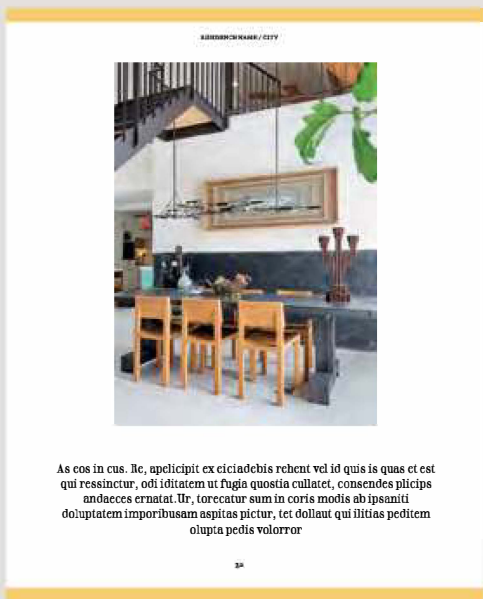 RESIDENCE NAME / CITY
As cos in cus. Re, apelicipit ex eiciadebis rehent vel id quis is quas et est
qui ressinctur, odi iditatem ut fugia quostia cullatet, consendes plicips
andaeces ernatat.Ur, torecatur sum in coris modis ab ipsaniti
doluptatem imporibusam aspitas pictur, tet dollaut qui ilitias peditem
olupta pedis volorror